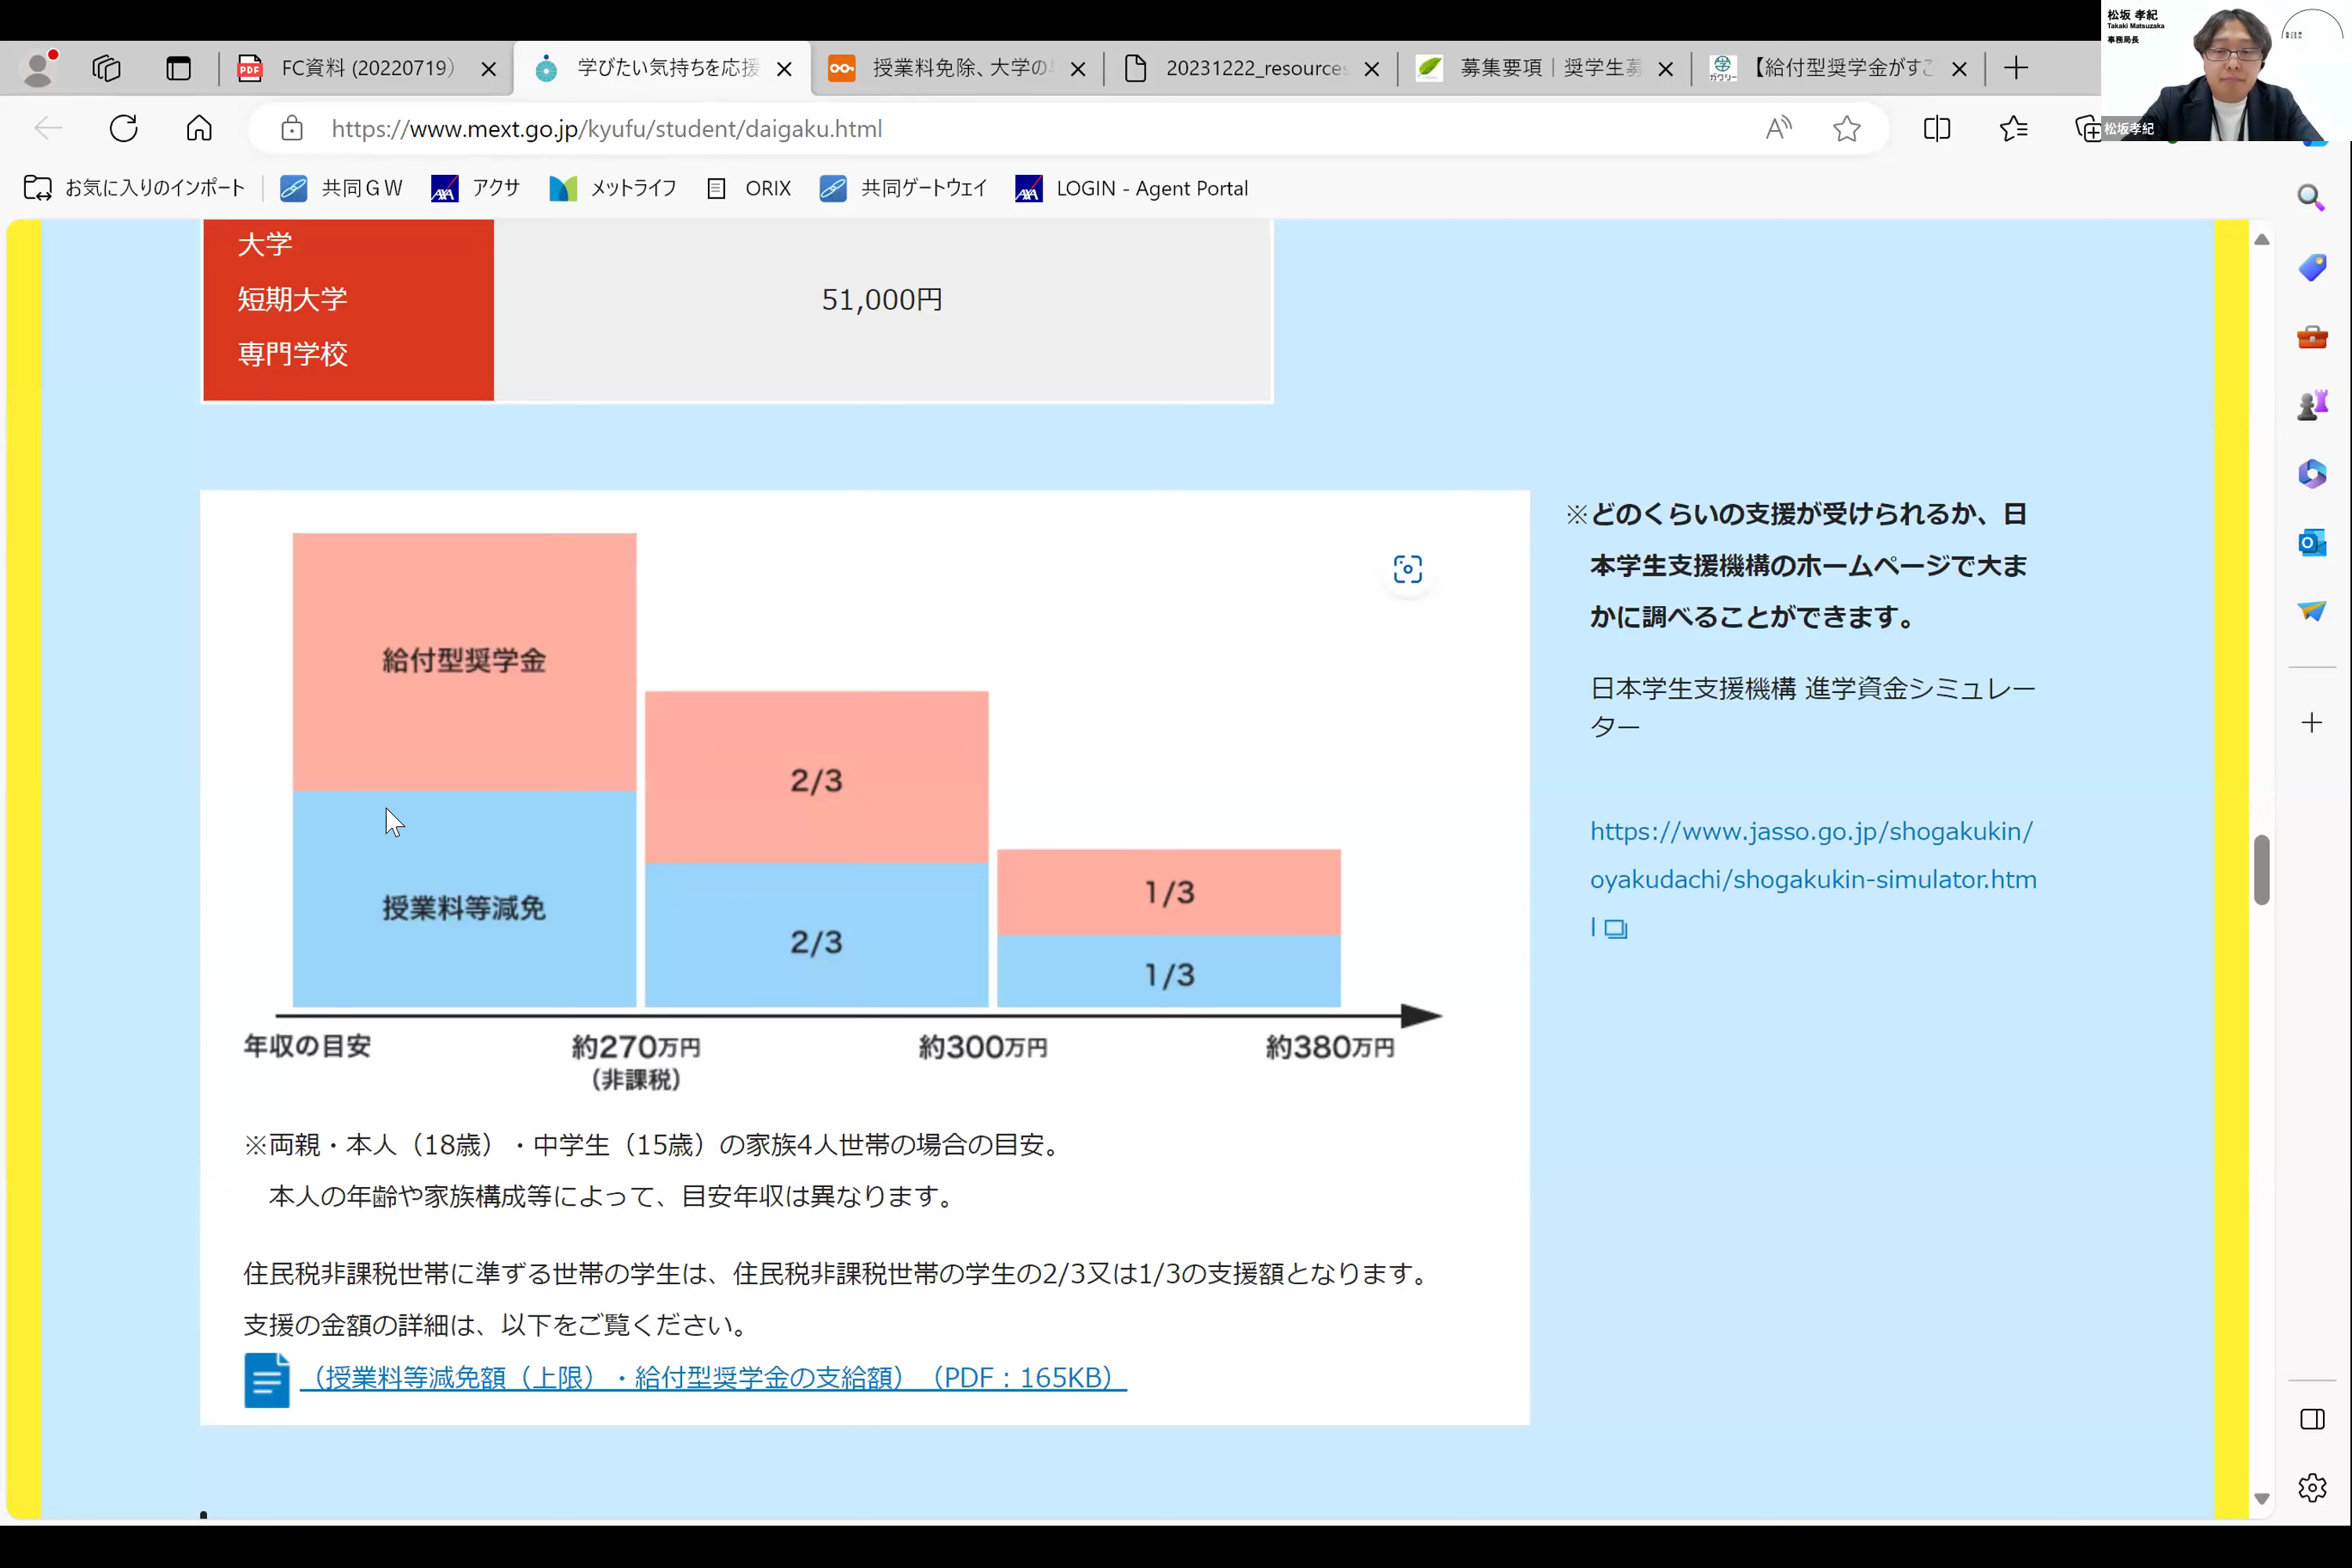 松坂 孝紀
Takaki Matsuzaka
事務局長
松坂孝紀
FC資料 (20220719)
学びたい気持ちを応援
授業料免除、大学の
20231222_resources
募集要項｜奨学生募
【給付型奨学金がすご
https://www.mext.go.jp/kyufu/student/daigaku.html
お気に入りのインポート
共同ＧＷ
アクサ
メットライフ
ORIX
共同ゲートウェイ
LOGIN - Agent Portal
大学
短期大学
専門学校
51,000円
給付型奨学金
授業料等減免
2/3
2/3
1/3
1/3
年収の目安
約270万円
（非課税）
約300万円
約380万円
※両親・本人（18歳）・中学生（15歳）の家族4人世帯の場合の目安。
本人の年齢や家族構成等によって、目安年収は異なります。
住民税非課税世帯に準ずる世帯の学生は、住民税非課税世帯の学生の2/3又は1/3の支援額となります。
支援の金額の詳細は、以下をご覧ください。
（授業料等減免額（上限）・給付型奨学金の支給額）（PDF：165KB）
※どのくらいの支援が受けられるか、日
本学生支援機構のホームページで大ま
かに調べることができます。
日本学生支援機構 進学資金シミュレー
ター
https://www.jasso.go.jp/shogakukin/
oyakudachi/shogakukin-simulator.htm
l